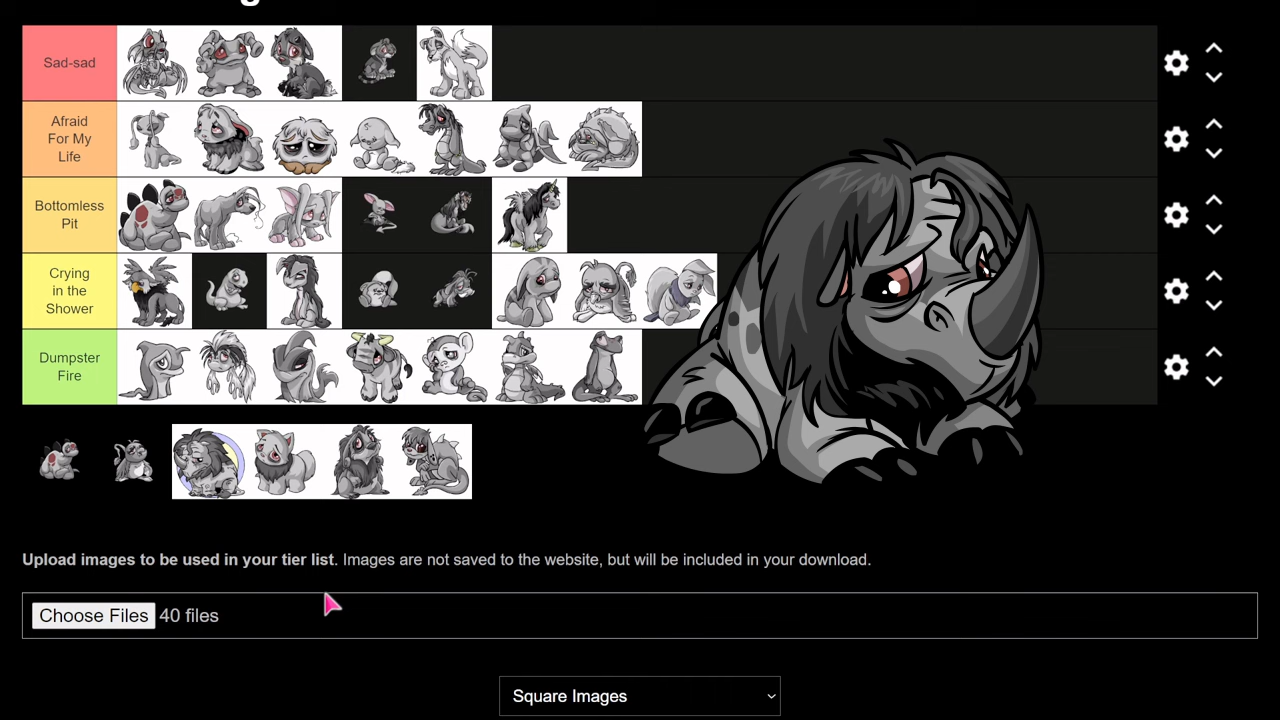 Sad-sad
Afraid
For My
Life
Bottomless
Pit
Crying
in the
Shower
Dumpster
Fire
Upload images to be used in your tier list. Images are not saved to the website, but will be included in your download.
Choose Files 40 files
Square Images